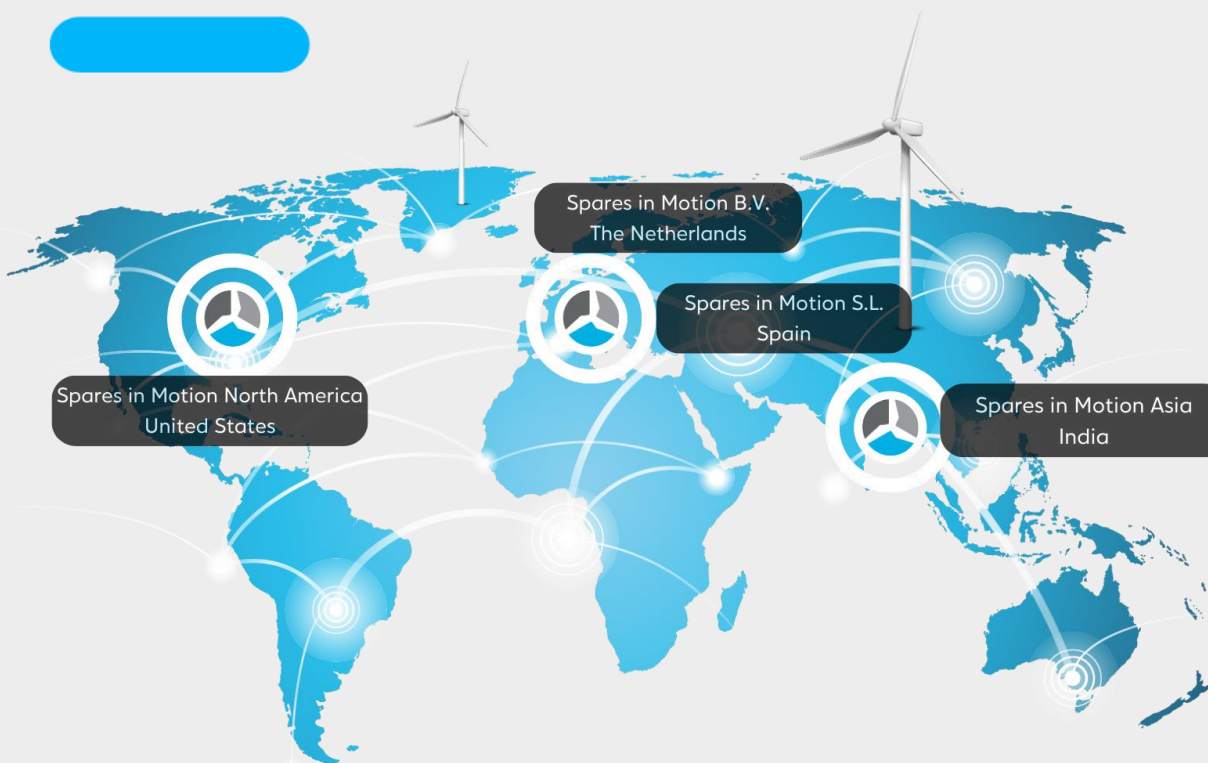 Spares in Motion B.V.
The Netherlands
Spares in Motion S.L.
Spain
Spares in Motion North America
United States
Spares in Motion Asia
India